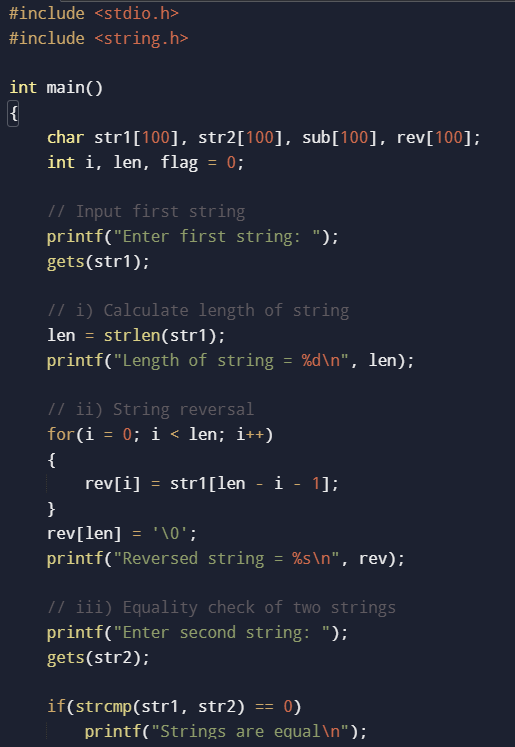 #include <stdio.h>
#include <string.h>

int main()
{
    char str1[100], str2[100], sub[100], rev[100];
    int i, len, flag = 0;

    // Input first string
    printf("Enter first string: ");
    gets(str1);

    // i) Calculate length of string
    len = strlen(str1);
    printf("Length of string = %d\n", len);

    // ii) String reversal
    for(i = 0; i < len; i++)
    {
        rev[i] = str1[len - i - 1];
    }
    rev[len] = '\0';
    printf("Reversed string = %s\n", rev);

    // iii) Equality check of two strings
    printf("Enter second string: ");
    gets(str2);

    if(strcmp(str1, str2) == 0)
        printf("Strings are equal\n");